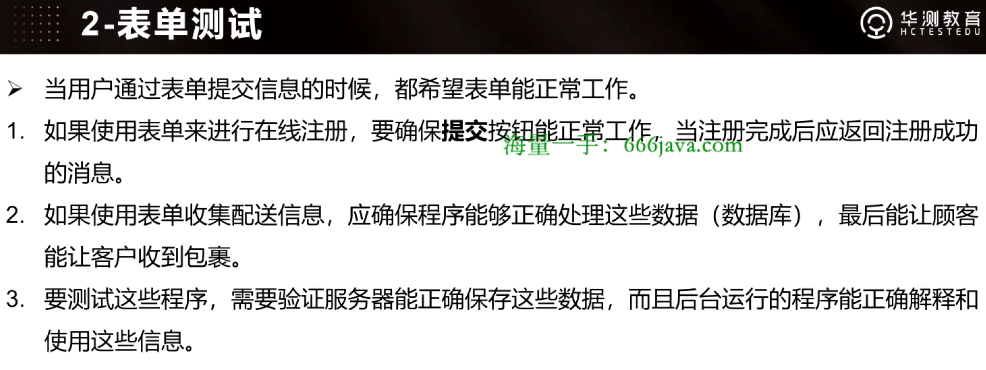 2-表单测试
华测教育
HCTESTEDU
➢ 当用户通过表单提交信息的时候，都希望表单能正常工作。
1. 如果使用表单来进行在线注册，要确保提交按钮能正常工作，当注册完成后应返回注册成功
的消息。
海量一手：666java.com
2. 如果使用表单收集配送信息，应确保程序能够正确处理这些数据（数据库），最后能让顾客
能让客户收到包裹。
3. 要测试这些程序，需要验证服务器能正确保存这些数据，而且后台运行的程序能正确解释和
使用这些信息。